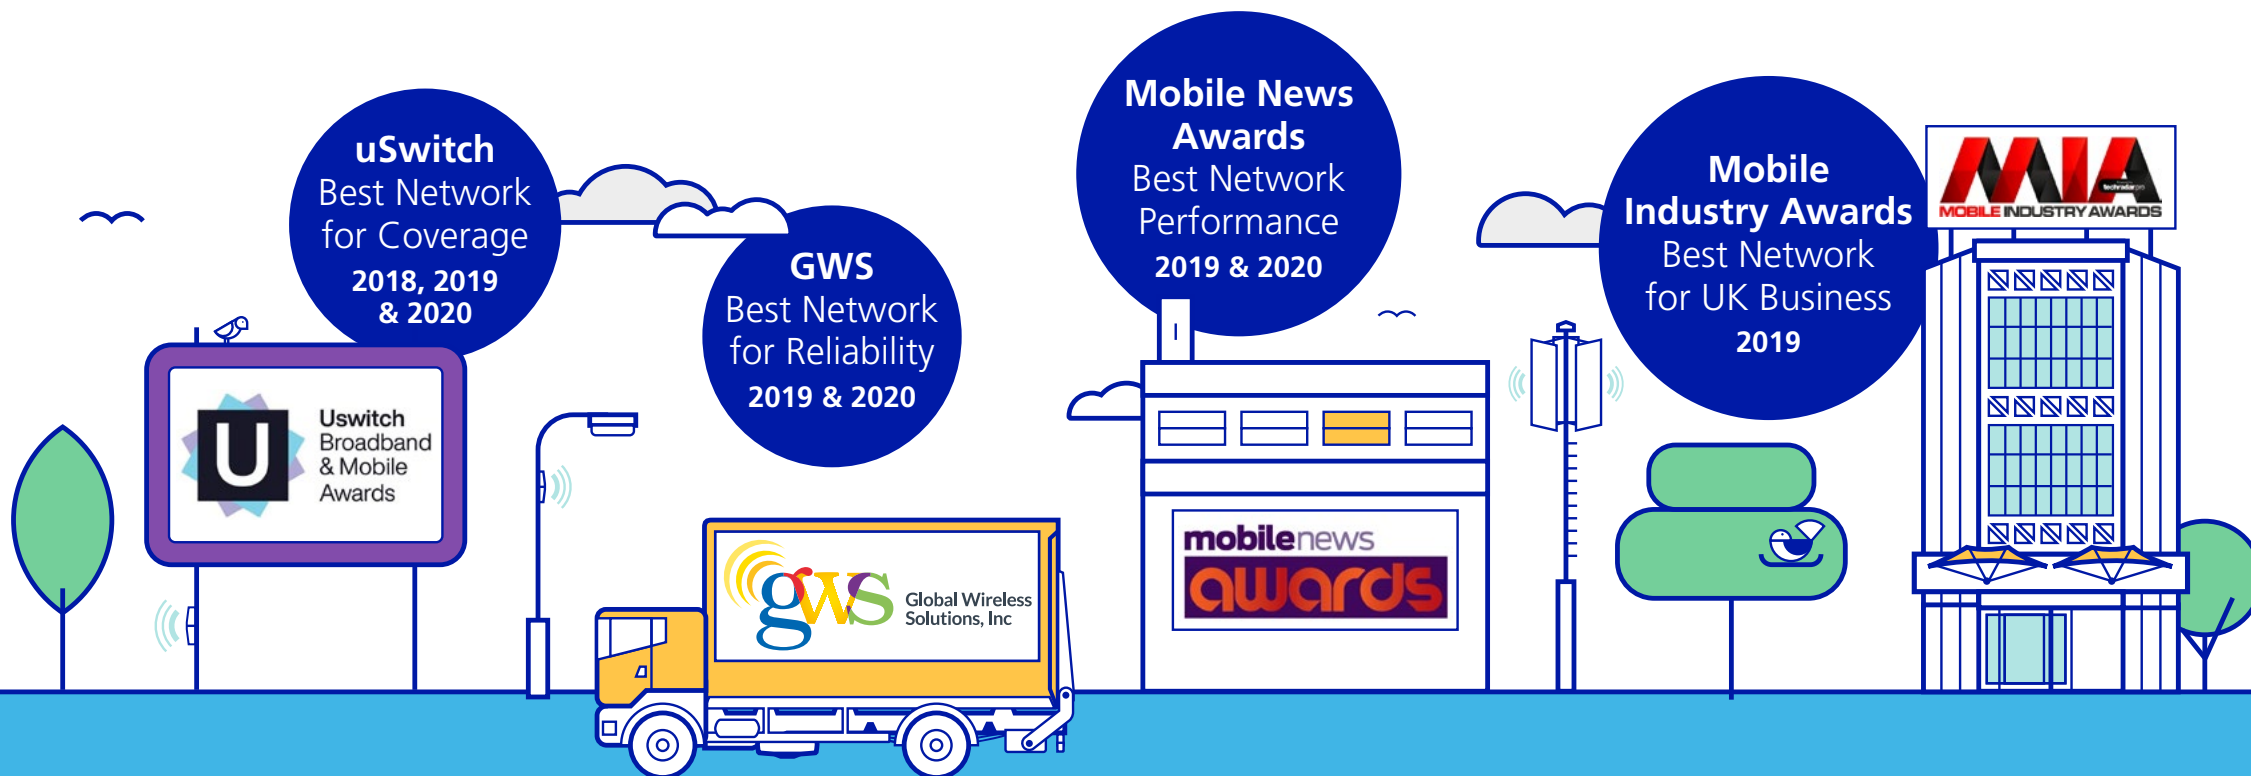 uSwitch
Best Network
for Coverage
2018, 2019
& 2020
GWS
Best Network
for Reliability
2019 & 2020
Mobile News
Awards
Best Network
Performance
2019 & 2020
Mobile
Industry Awards
Best Network
for UK Business
2019
MIA
techradar.pro
MOBILE INDUSTRY AWARDS
U
Uswitch
Broadband
& Mobile
Awards
gws
Global Wireless
Solutions, Inc
mobilenews
awards